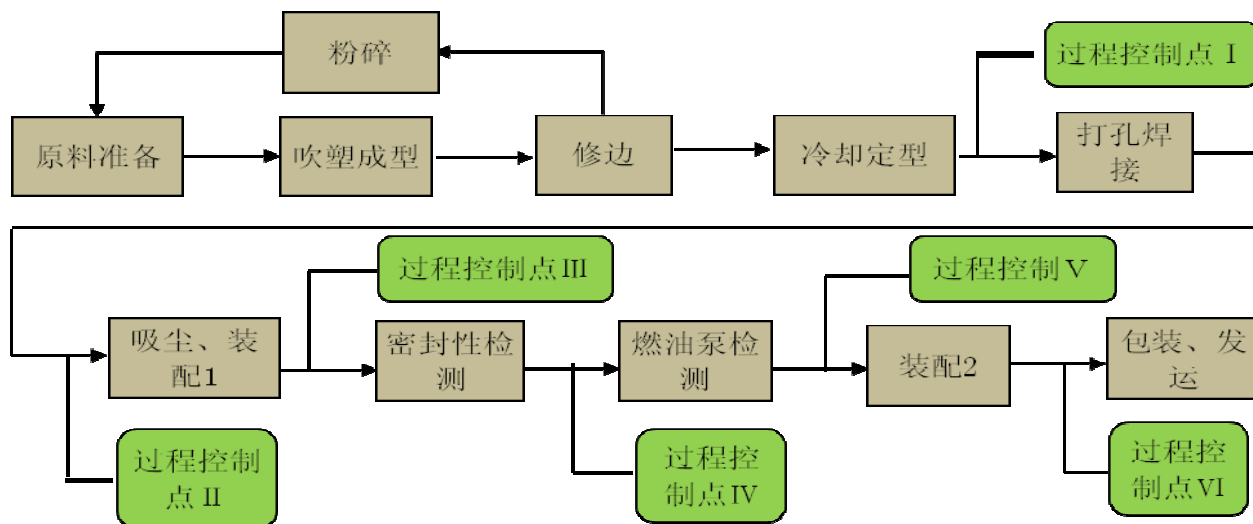 粉碎
过程控制点 Ⅰ
原料准备
吹塑成型
修边
冷却定型
打孔焊
接
过程控制点Ⅲ
过程控制Ⅴ
吸尘、装
配1
密封性检
测
燃油泵检
测
装配2
包装、发
运
过程控制
点Ⅱ
过程控
制点Ⅳ
过程控
制点Ⅵ